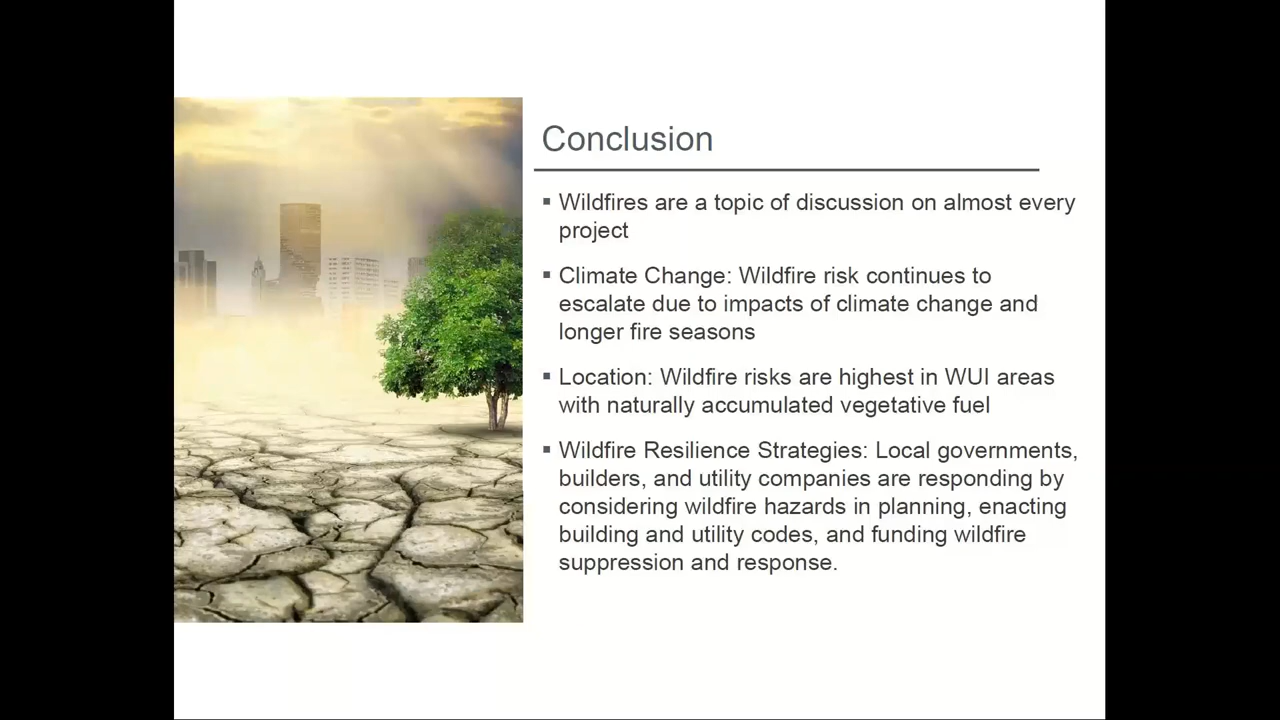 Conclusion
▪ Wildfires are a topic of discussion on almost every
project
▪ Climate Change: Wildfire risk continues to
escalate due to impacts of climate change and
longer fire seasons
▪ Location: Wildfire risks are highest in WUI areas
with naturally accumulated vegetative fuel
▪ Wildfire Resilience Strategies: Local governments,
builders, and utility companies are responding by
considering wildfire hazards in planning, enacting
building and utility codes, and funding wildfire
suppression and response.